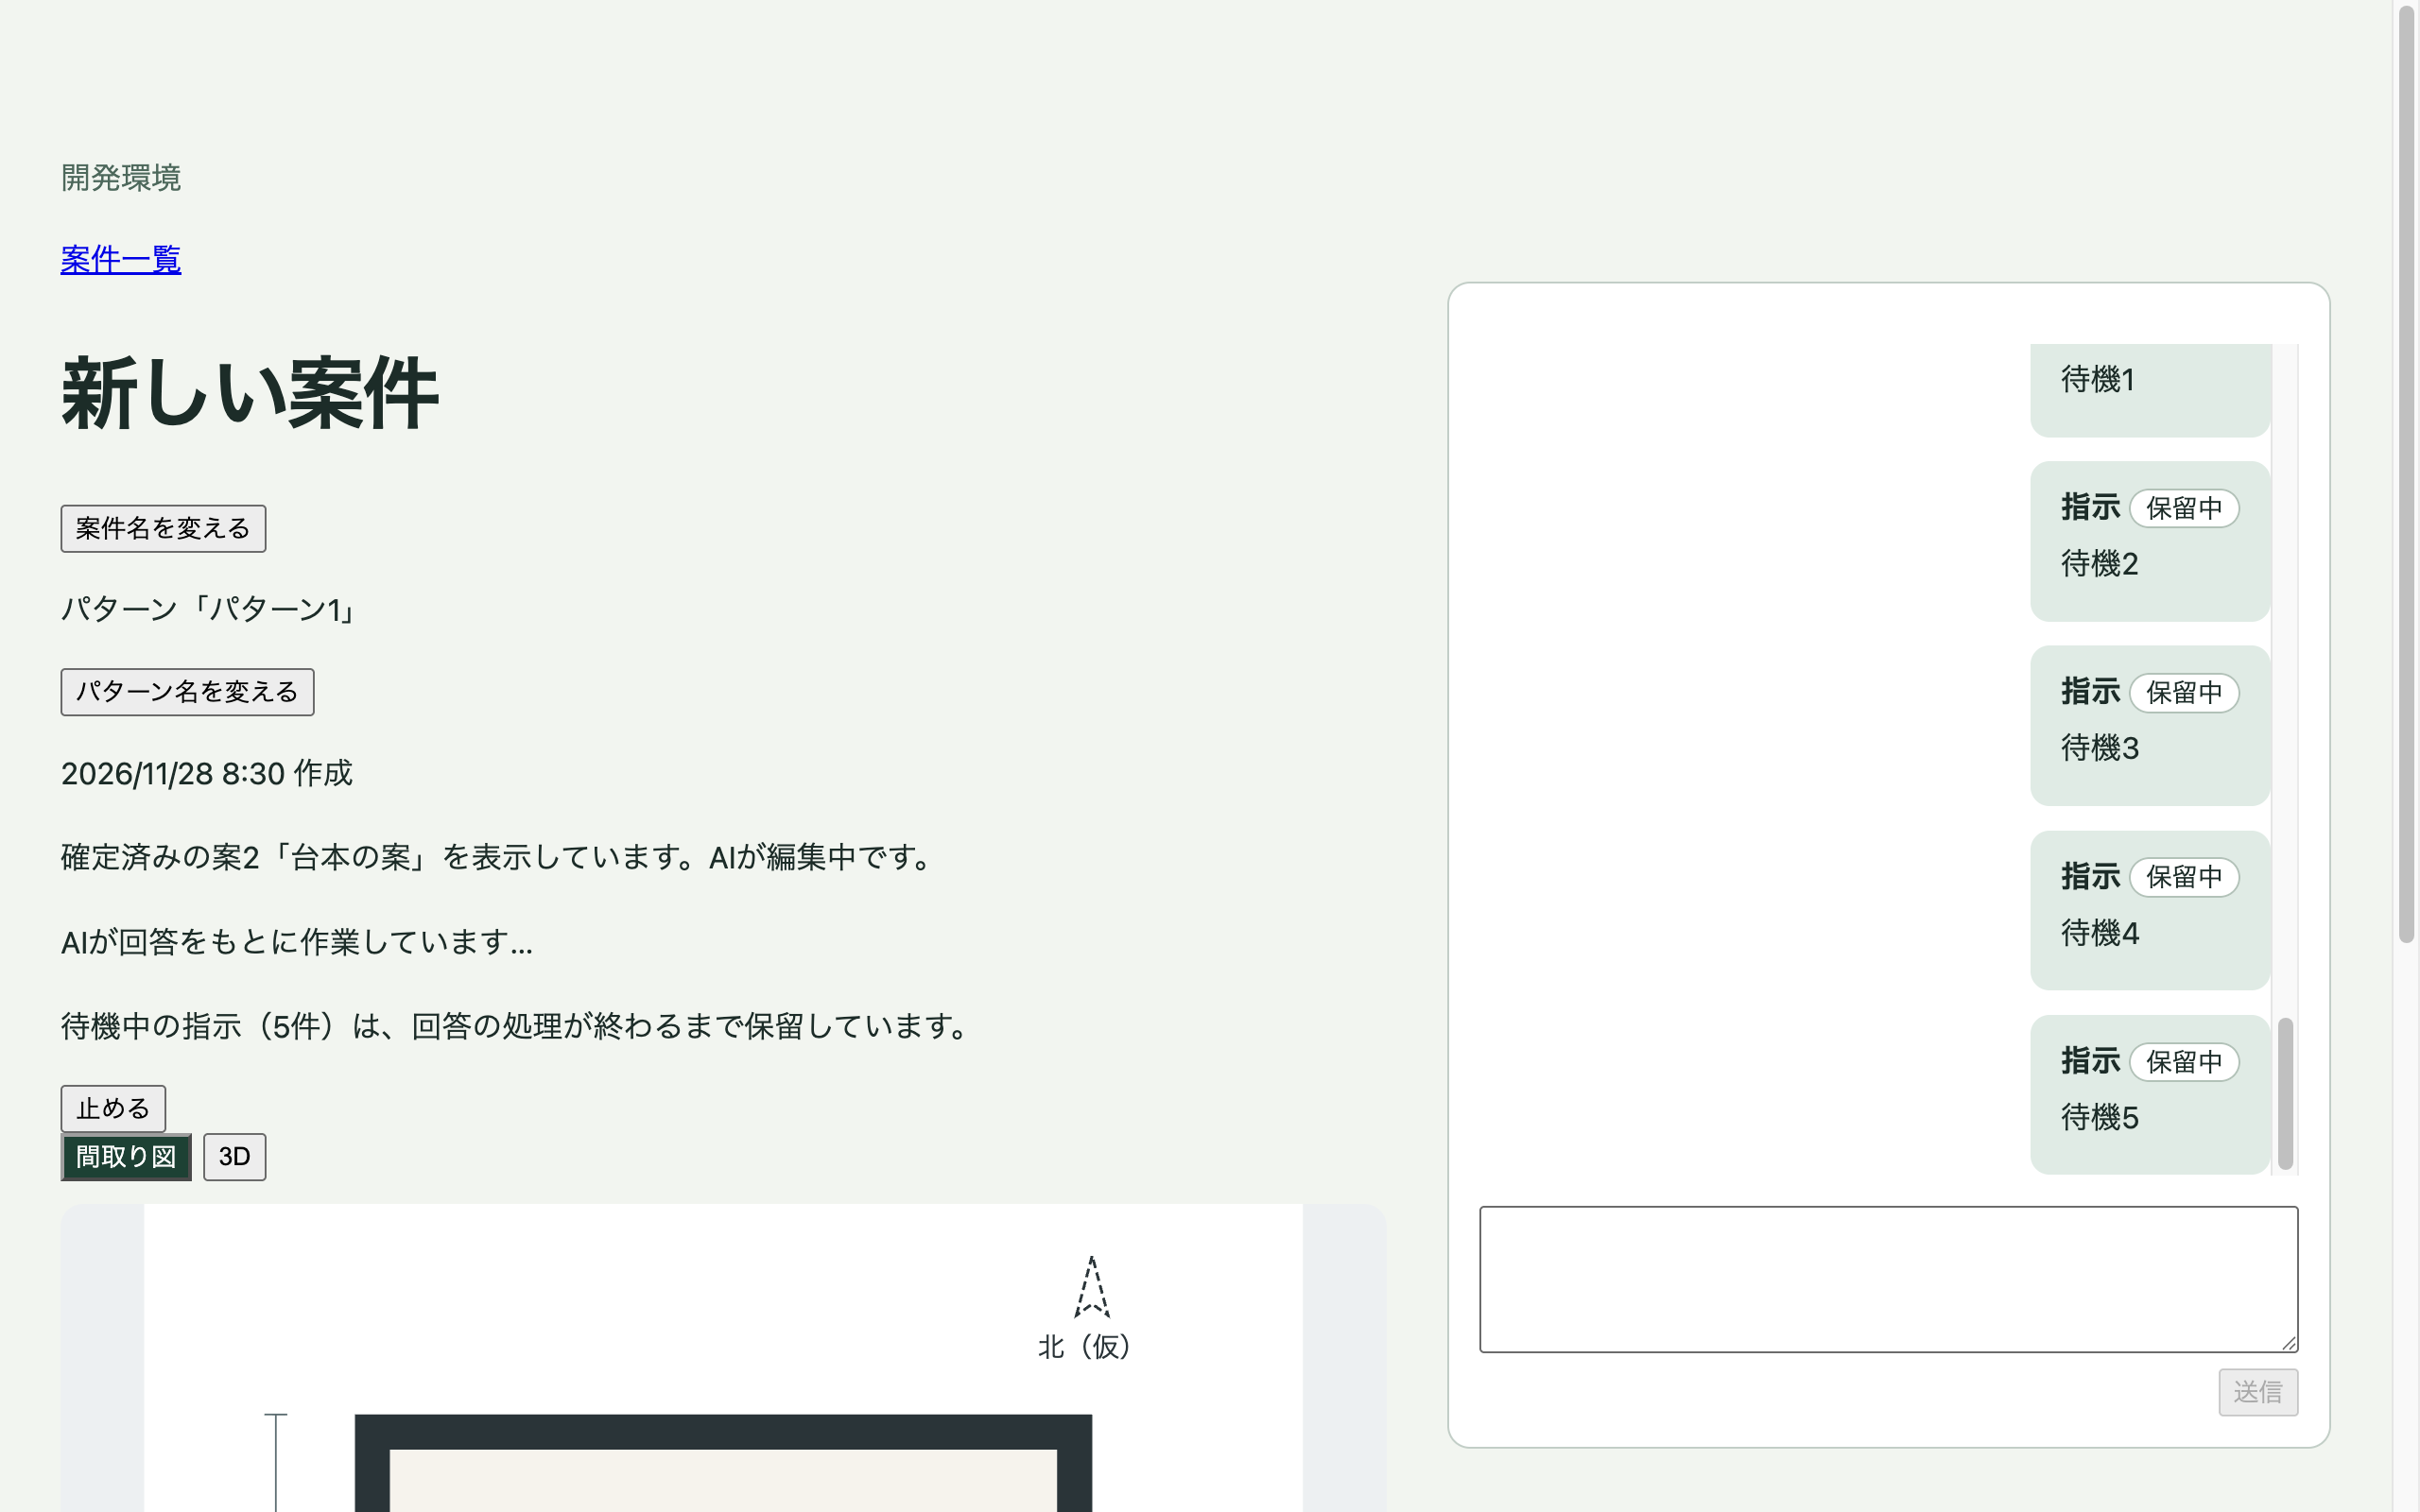 開発環境
案件一覧
新しい案件
案件名を変える
パターン「パターン1」
パターン名を変える
2026/11/28 8:30 作成
確定済みの案2「台本の案」を表示しています。AIが編集中です。
AIが回答をもとに作業しています...
待機中の指示（5件）は、回答の処理が終わるまで保留しています。
止める
間取り図 3D
北（仮）
待機1
指示 保留中
待機2
指示 保留中
待機3
指示 保留中
待機4
指示 保留中
待機5
送信